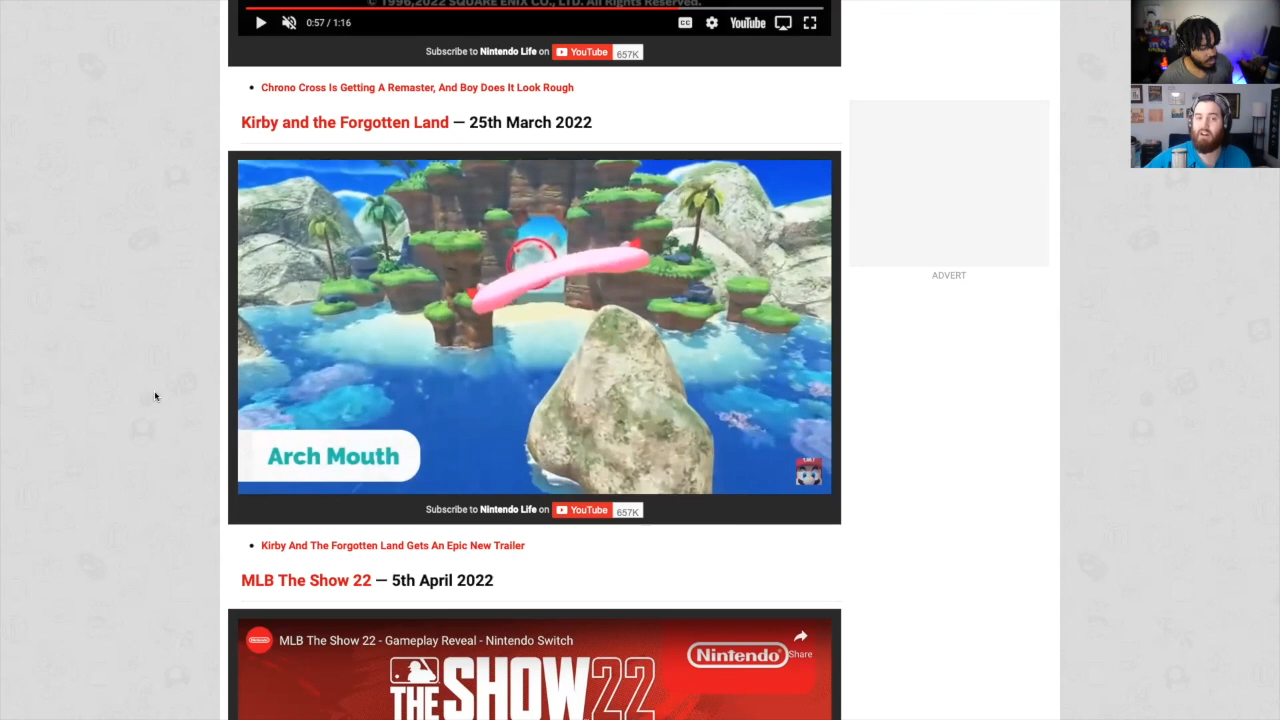 © 1996,2022 SQUARE ENIX CO., LTD. All Rights Reserved.
0:57 / 1:16
CC
YouTube
Subscribe to Nintendo Life on YouTube 657K
Chrono Cross Is Getting A Remaster, And Boy Does It Look Rough
Kirby and the Forgotten Land — 25th March 2022
ADVERT
Arch Mouth
Subscribe to Nintendo Life on YouTube 657K
Kirby And The Forgotten Land Gets An Epic New Trailer
MLB The Show 22 — 5th April 2022
MLB The Show 22 - Gameplay Reveal - Nintendo Switch
Nintendo
Share
THE SHOW 22